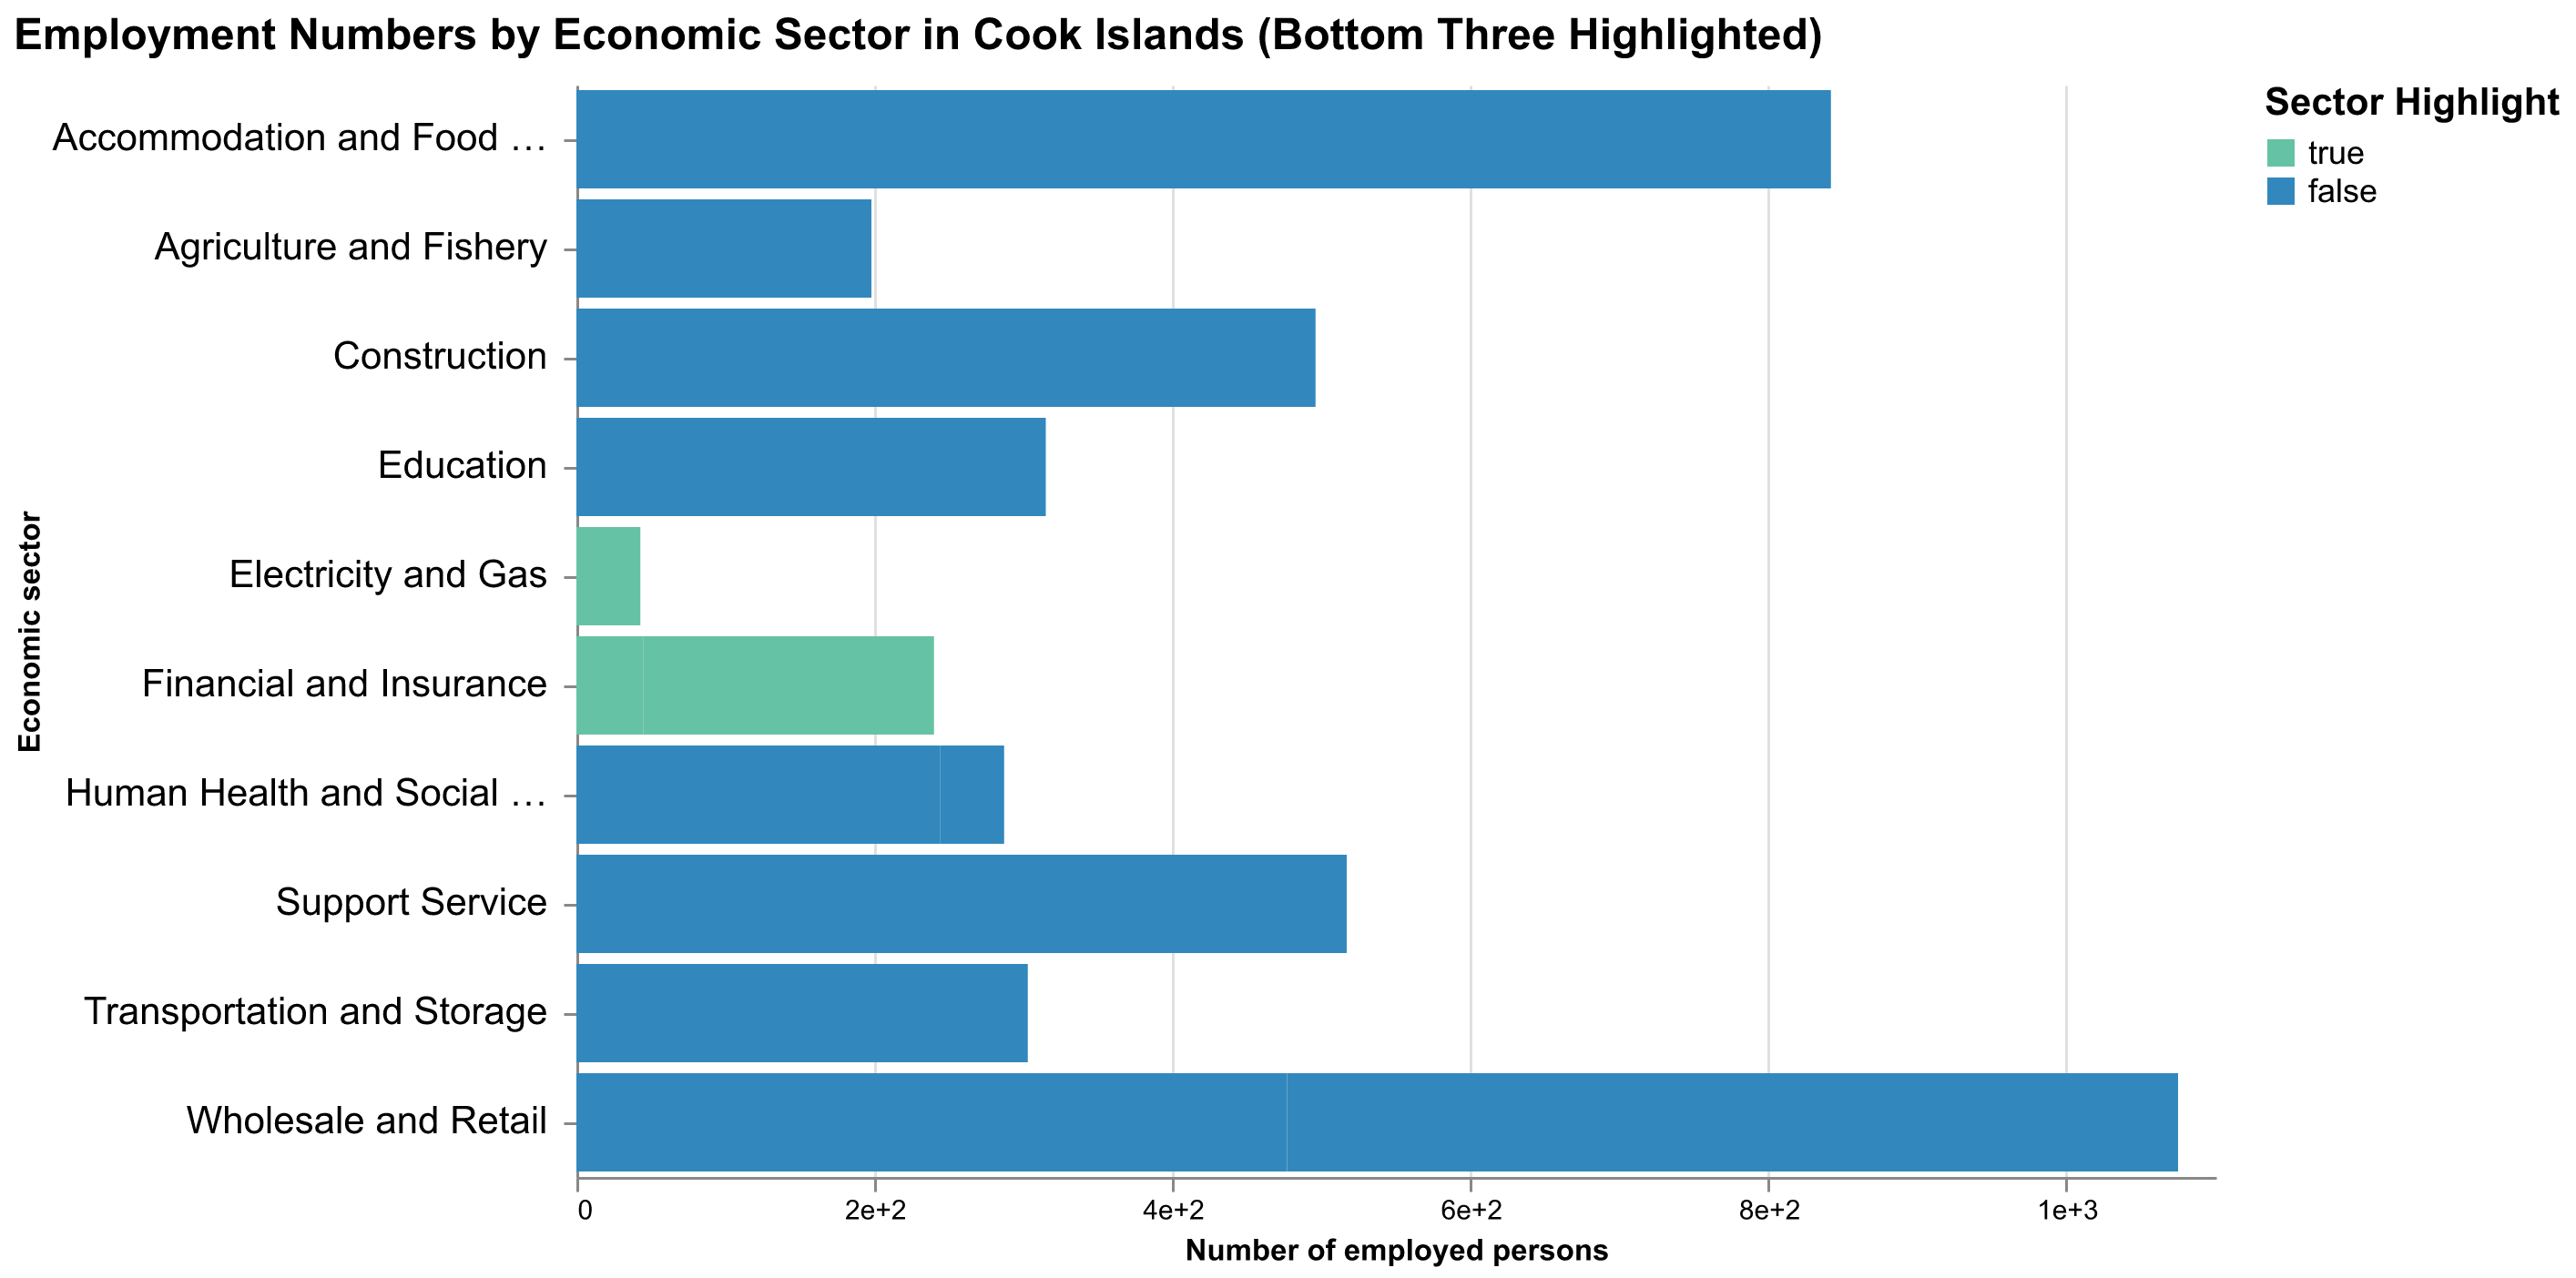 Employment Numbers by Economic Sector in Cook Islands (Bottom Three Highlighted)
Sector Highlight
true
false
Economic sector
Accommodation and Food …
Agriculture and Fishery
Construction
Education
Electricity and Gas
Financial and Insurance
Human Health and Social …
Support Service
Transportation and Storage
Wholesale and Retail
0 2e+2 4e+2 6e+2 8e+2 1e+3
Number of employed persons